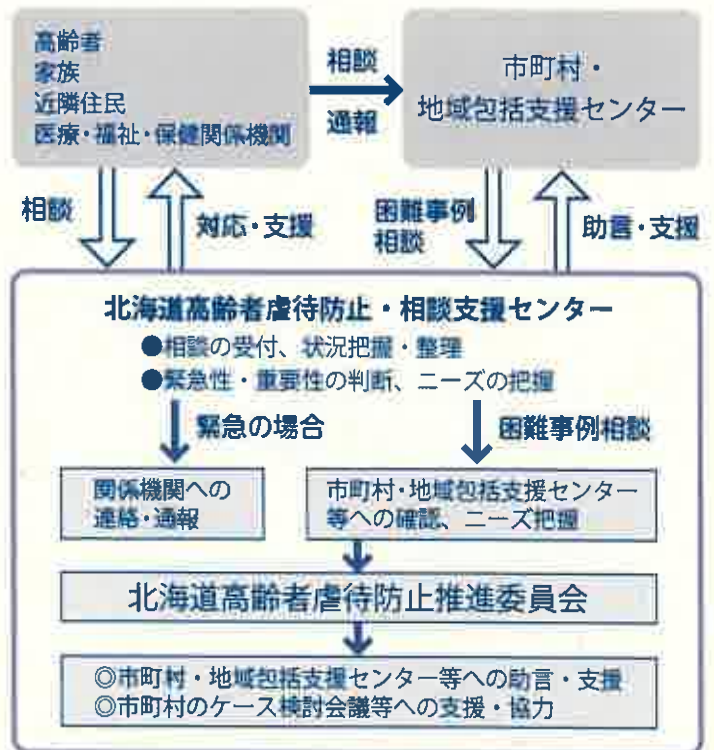 高齢者
家族
近隣住民
医療・福祉・保健関係機関
相談
通報
市町村・
地域包括支援センター
相談
対応・支援
困難事例
相談
助言・支援
北海道高齢者虐待防止・相談支援センター
●相談の受付、状況把握・整理
●緊急性・重要性の判断、ニーズの把握
緊急の場合
困難事例相談
関係機関への
連絡・通報
市町村・地域包括支援センター
等への確認、ニーズ把握
北海道高齢者虐待防止推進委員会
◎市町村・地域包括支援センター等への助言・支援
◎市町村のケース検討会議等への支援・協力